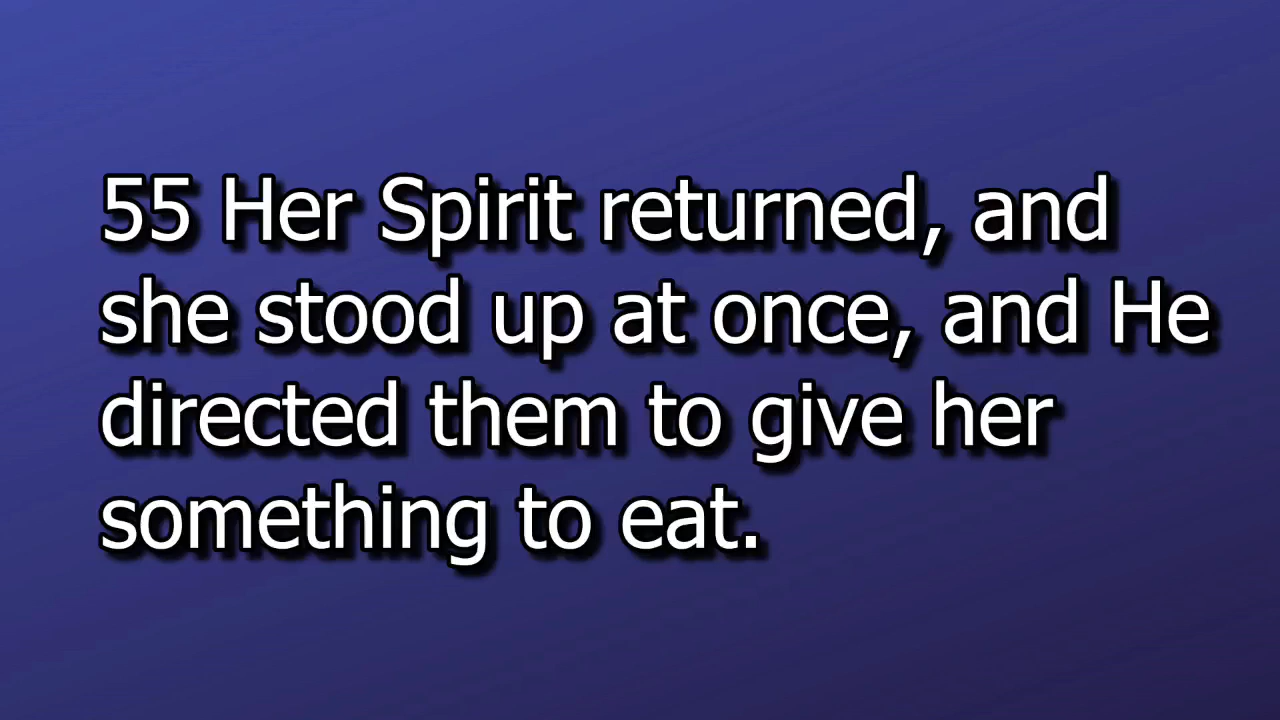 55 Her Spirit returned, and
she stood up at once, and He
directed them to give her
something to eat.